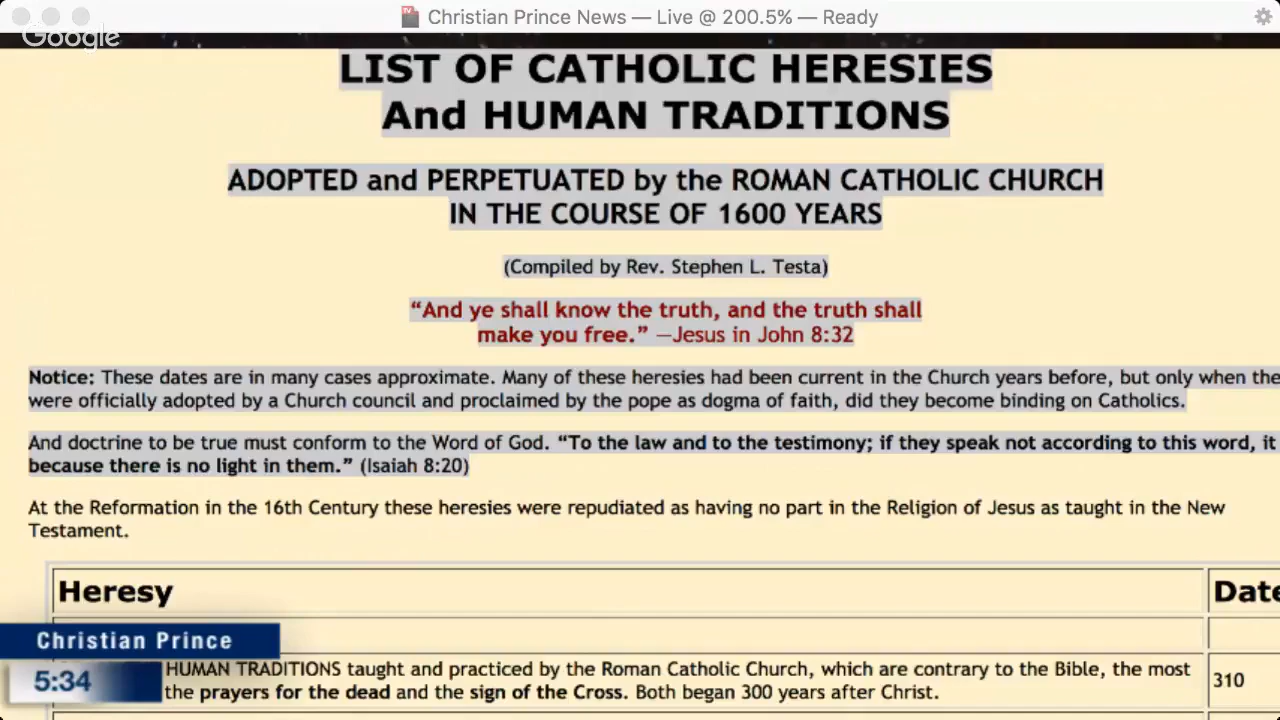 Christian Prince News — Live @ 200.5% — Ready
Google
LIST OF CATHOLIC HERESIES
And HUMAN TRADITIONS
ADOPTED and PERPETUATED by the ROMAN CATHOLIC CHURCH
IN THE COURSE OF 1600 YEARS
(Compiled by Rev. Stephen L. Testa)
“And ye shall know the truth, and the truth shall
make you free.” —Jesus in John 8:32
Notice: These dates are in many cases approximate. Many of these heresies had been current in the Church years before, but only when the
were officially adopted by a Church council and proclaimed by the pope as dogma of faith, did they become binding on Catholics.
And doctrine to be true must conform to the Word of God. “To the law and to the testimony; if they speak not according to this word, it
because there is no light in them.” (Isaiah 8:20)
At the Reformation in the 16th Century these heresies were repudiated as having no part in the Religion of Jesus as taught in the New
Testament.
Heresy Date
Christian Prince
HUMAN TRADITIONS taught and practiced by the Roman Catholic Church, which are contrary to the Bible, the most
the prayers for the dead and the sign of the Cross. Both began 300 years after Christ.
310
5:34